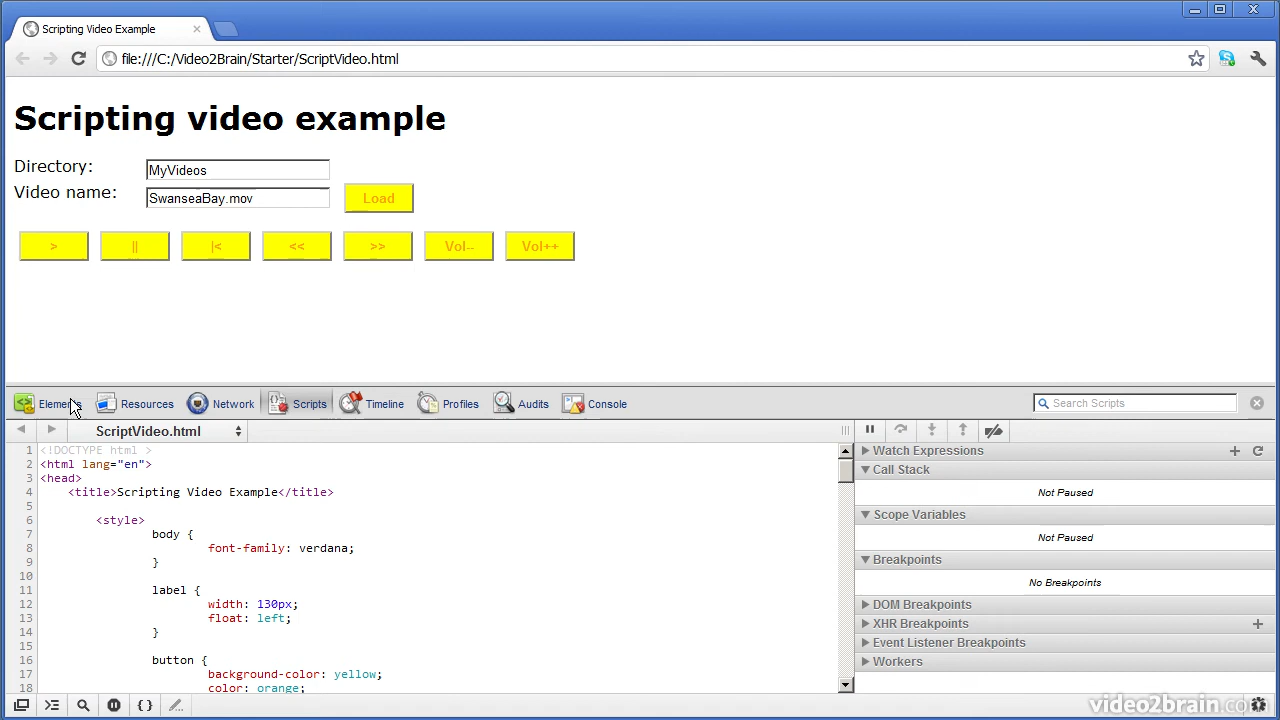 Scripting Video Example
file:///C:/Video2Brain/Starter/ScriptVideo.html
Scripting video example
Directory: MyVideos
Video name: SwanseaBay.mov Load
> || |< << >> Vol-- Vol++
Elements Resources Network Scripts Timeline Profiles Audits Console Search Scripts
ScriptVideo.html
1 <!DOCTYPE html >
2 <html lang="en">
3 <head>
4 <title>Scripting Video Example</title>
5
6 <style>
7 body {
8 font-family: verdana;
9 }
10
11 label {
12 width: 130px;
13 float: left;
14 }
15
16 button {
17 background-color: yellow;
18 color: orange;
Watch Expressions
Call Stack
Not Paused
Scope Variables
Not Paused
Breakpoints
No Breakpoints
DOM Breakpoints
XHR Breakpoints
Event Listener Breakpoints
Workers
video2brain.com